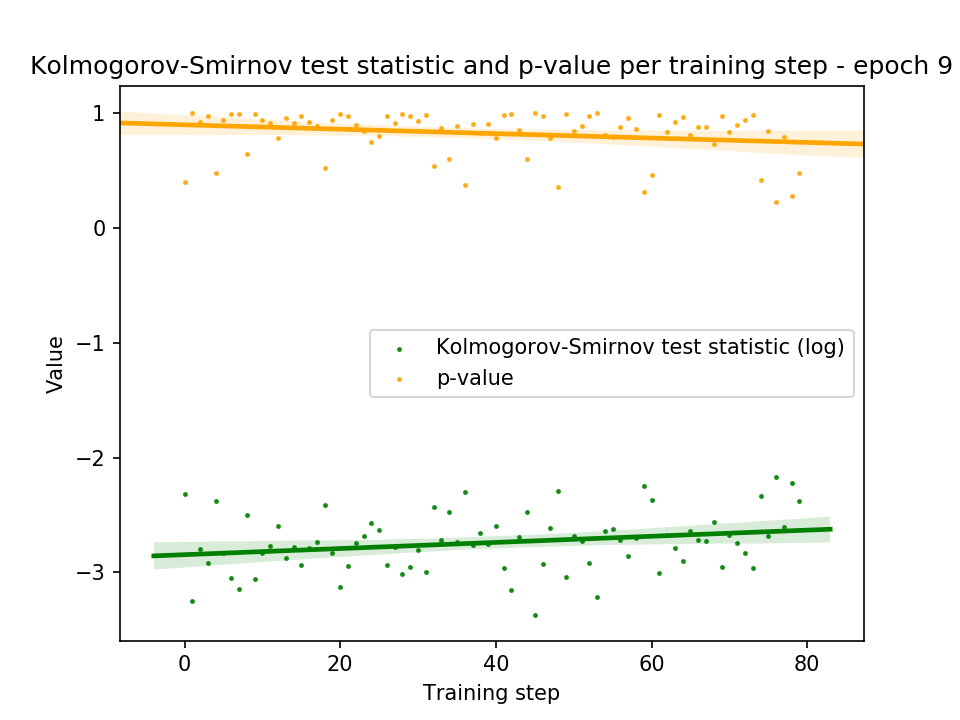 Kolmogorov-Smirnov test statistic and p-value per training step - epoch 9
1
0
−1
−2
−3
Value
Kolmogorov-Smirnov test statistic (log)
p-value
0 20 40 60 80
Training step